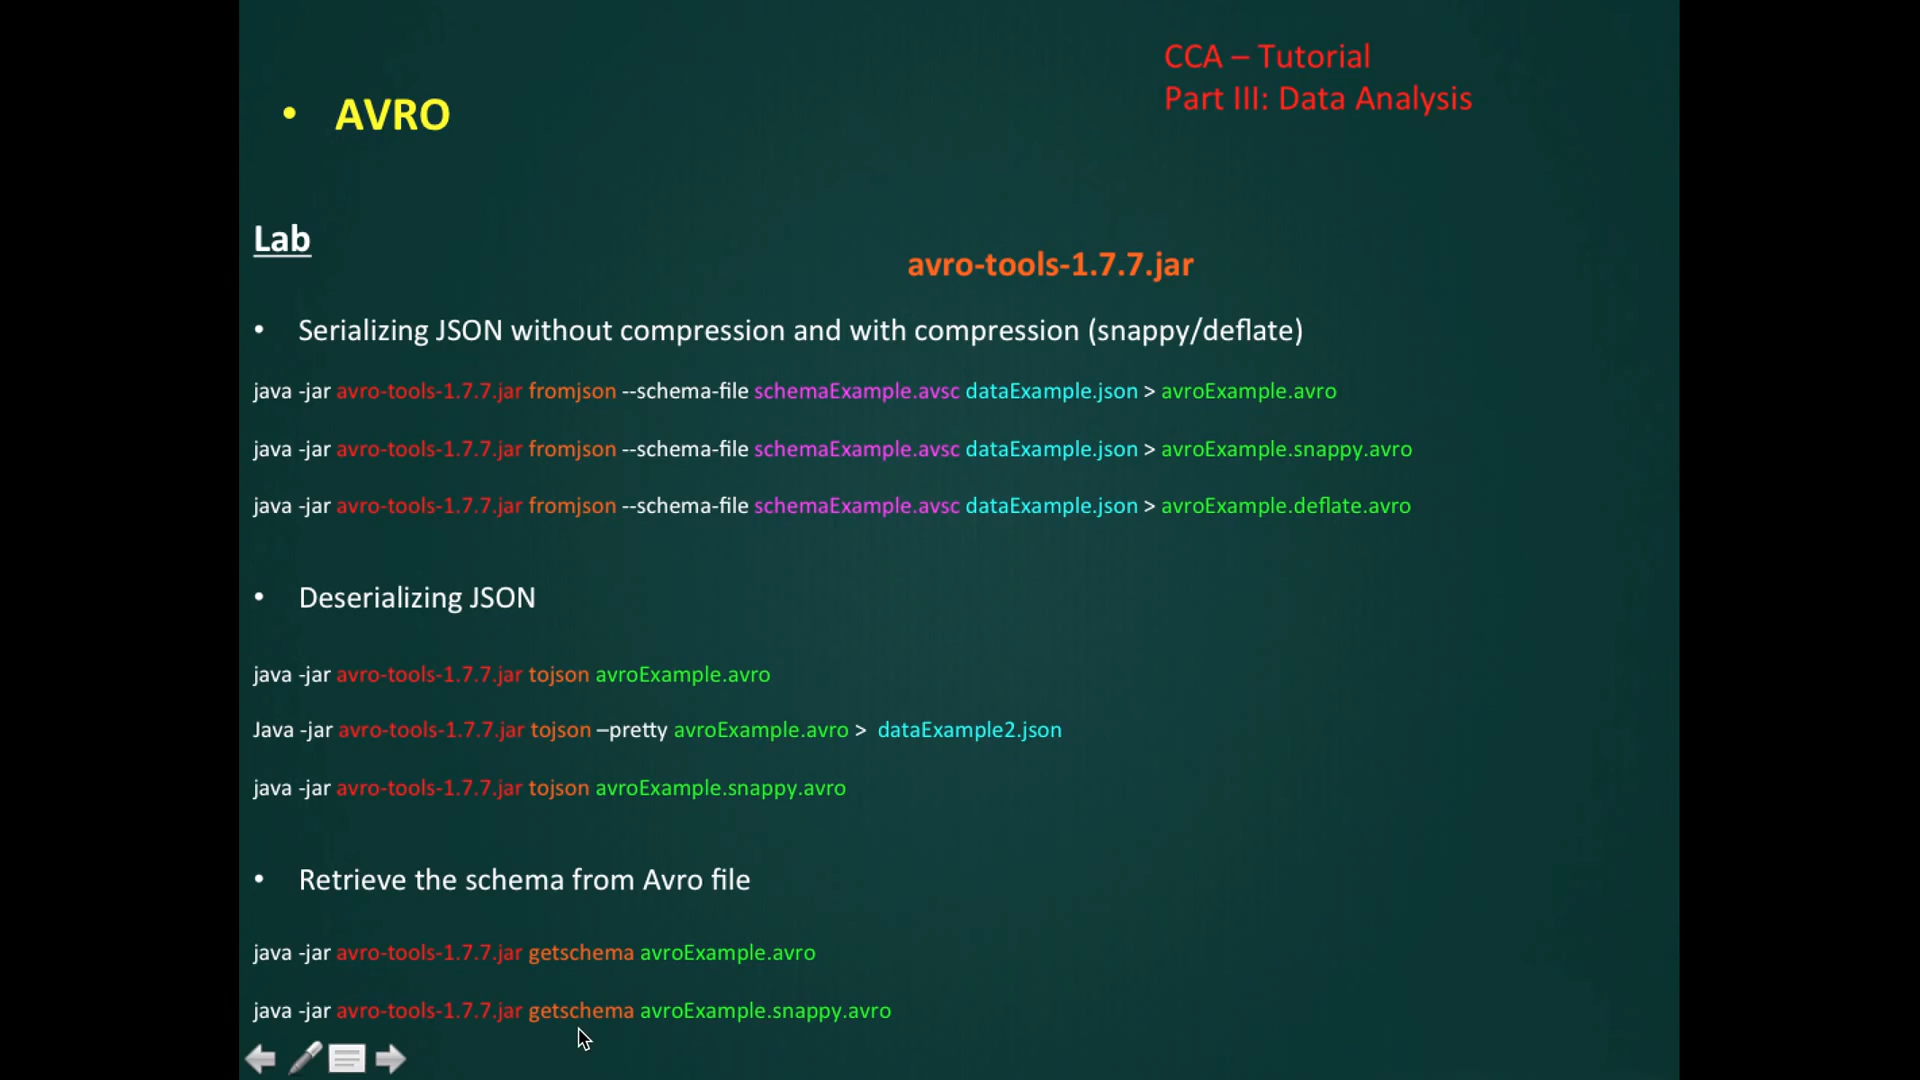 CCA – Tutorial
Part III: Data Analysis
• AVRO
Lab
avro-tools-1.7.7.jar
• Serializing JSON without compression and with compression (snappy/deflate)
java -jar avro-tools-1.7.7.jar fromjson --schema-file schemaExample.avsc dataExample.json > avroExample.avro
java -jar avro-tools-1.7.7.jar fromjson --schema-file schemaExample.avsc dataExample.json > avroExample.snappy.avro
java -jar avro-tools-1.7.7.jar fromjson --schema-file schemaExample.avsc dataExample.json > avroExample.deflate.avro
• Deserializing JSON
java -jar avro-tools-1.7.7.jar tojson avroExample.avro
Java -jar avro-tools-1.7.7.jar tojson –pretty avroExample.avro > dataExample2.json
java -jar avro-tools-1.7.7.jar tojson avroExample.snappy.avro
• Retrieve the schema from Avro file
java -jar avro-tools-1.7.7.jar getschema avroExample.avro
java -jar avro-tools-1.7.7.jar getschema avroExample.snappy.avro